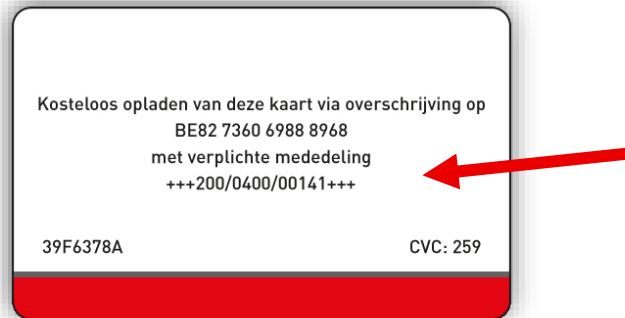 Kosteloos opladen van deze kaart via overschrijving op
BE82 7360 6988 8968
met verplichte mededeling
+++200/0400/00141+++
39F6378A CVC: 259